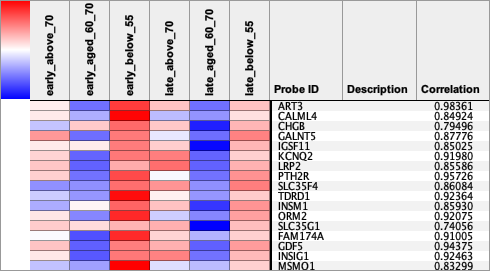 early_above_70
early_aged_60_70
early_below_55
late_above_70
late_aged_60_70
late_below_55
Probe ID Description Correlation
ART3 0.98361
CALML4 0.84924
CHGB 0.79496
GALNT5 0.87776
IGSF11 0.85025
KCNQ2 0.91980
LRP2 0.85586
PTH2R 0.95726
SLC35F4 0.86084
TDRD1 0.92364
INSM1 0.85930
ORM2 0.92075
SLC35G1 0.74056
FAM174A 0.91005
GDF5 0.94375
INSIG1 0.92463
MSMO1 0.83299